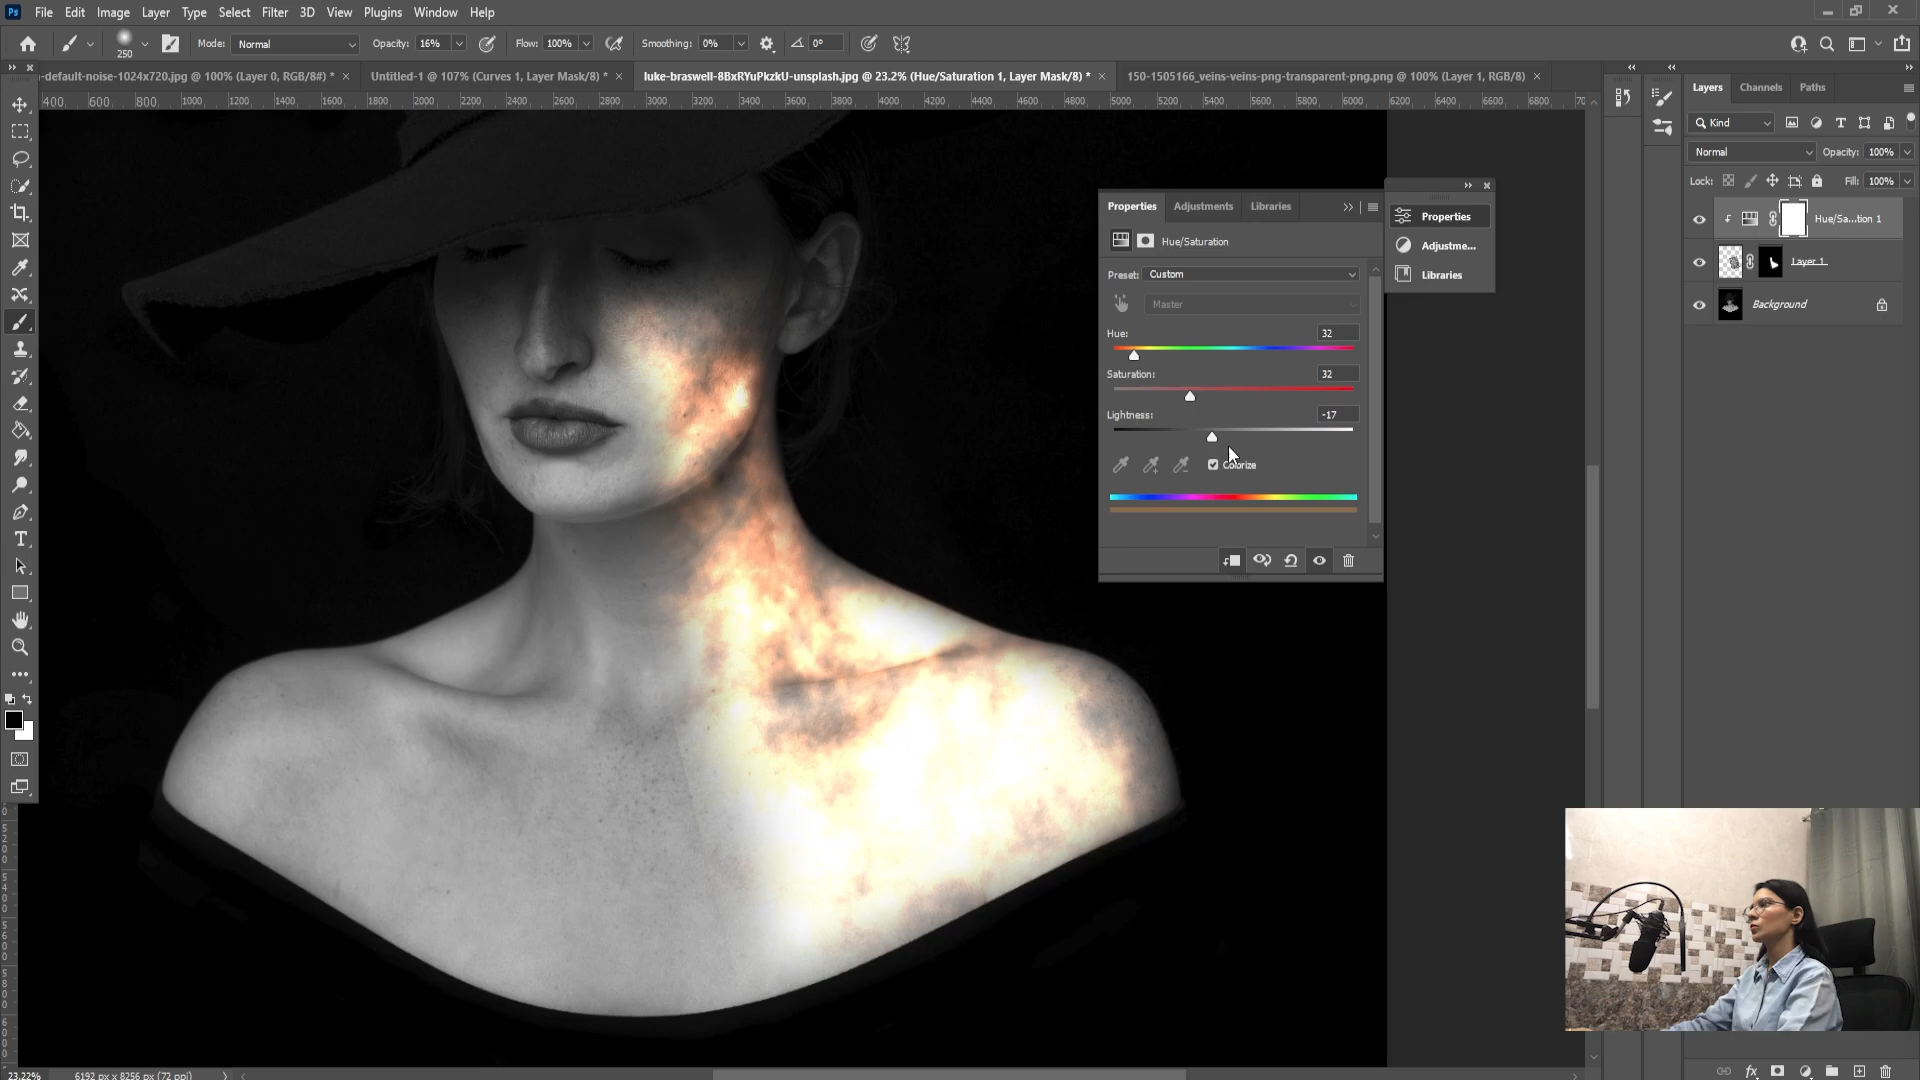 Ps File Edit Image Layer Type Select Filter 3D View Plugins Window Help
250 Mode: Normal Opacity: 16% Flow: 100% Smoothing: 0% 0°
-default-noise-1024x720.jpg @ 100% (Layer 0, RGB/8#) * Untitled-1 @ 107% (Curves 1, Layer Mask/8) * luke-braswell-8BxRYuPkzkU-unsplash.jpg @ 23.2% (Hue/Saturation 1, Layer Mask/8) * 150-1505166_veins-veins-png-transparent-png.png @ 100% (Layer 1, RGB/8)
400 600 800 1000 1200 1400 1600 1800 2000 2200 2400 2600 2800 3000 3200 3400 3600 3800 4000 4200 4400 4600 4800 5000 5200 5400 5600 5800 6000 6200 6400 6600 6800 70
Layers Channels Paths
Kind
Normal Opacity: 100%
Lock: Fill: 100%
Hue/Sa...tion 1
Layer 1
Background
Properties Adjustments Libraries
Hue/Saturation
Preset: Custom
Master
Hue: 32
Saturation: 32
Lightness: -17
Colorize
Properties
Adjustme...
Libraries
5200
5400
5600
5800
6000
23.22% 6192 px x 8256 px (72 ppi)